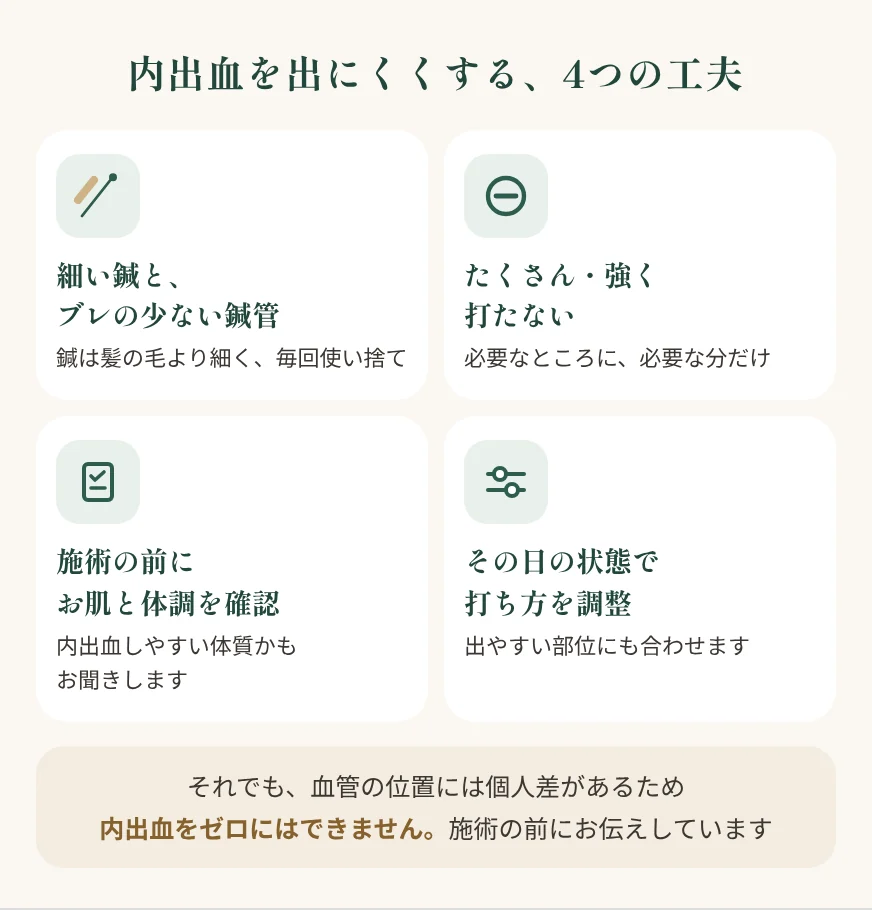 内出血を出にくくする、4つの工夫
細い鍼と、
ブレの少ない鍼管
鍼は髪の毛より細く、毎回使い捨て
たくさん・強く
打たない
必要なところに、必要な分だけ
施術の前に
お肌と体調を確認
内出血しやすい体質かも
お聞きします
その日の状態で
打ち方を調整
出やすい部位にも合わせます
それでも、血管の位置には個人差があるため
内出血をゼロにはできません。施術の前にお伝えしています